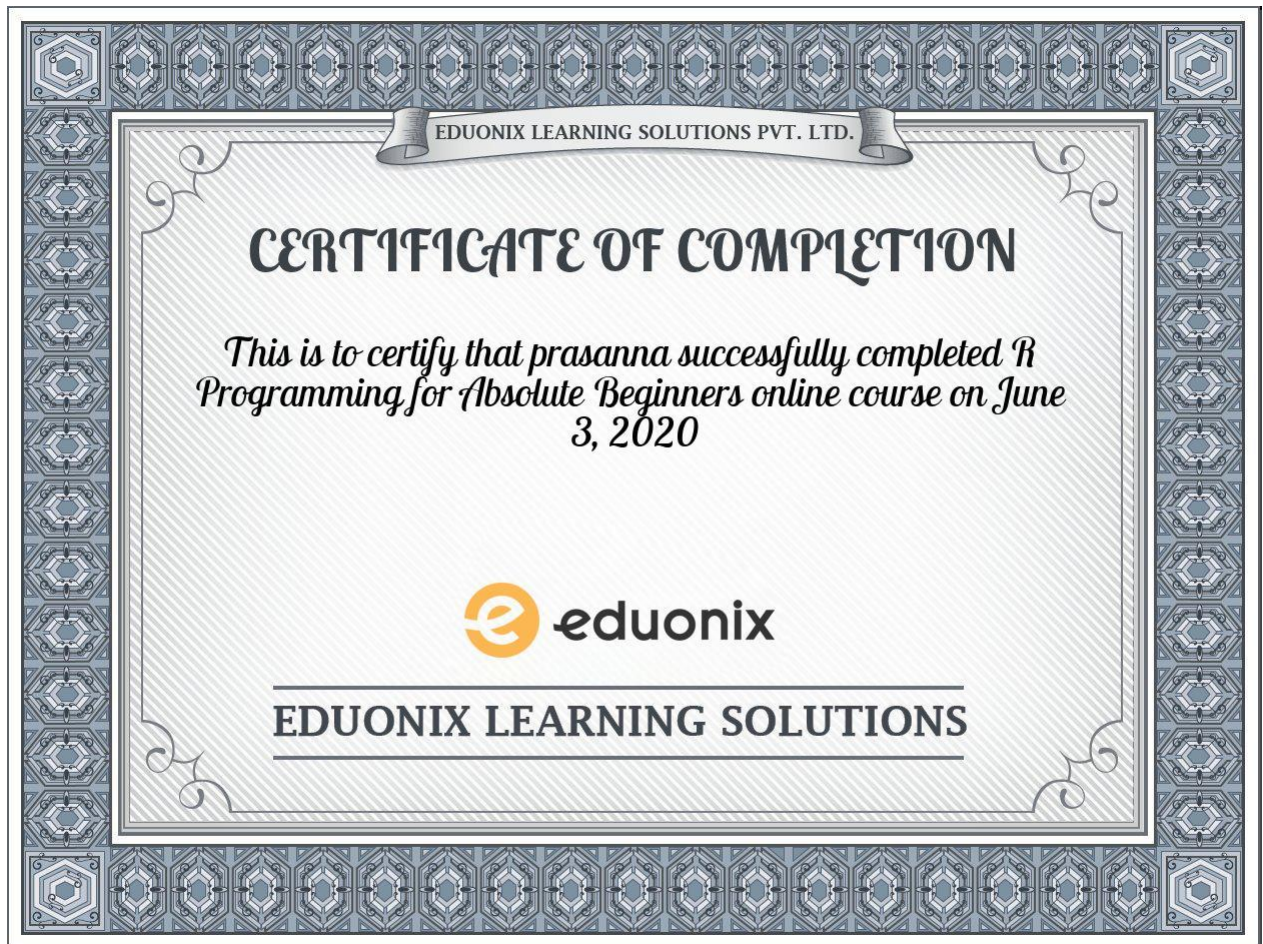 EDUONIX LEARNING SOLUTIONS PVT. LTD.
CERTIFICATE OF COMPLETION
This is to certify that prasanna successfully completed R
Programming for Absolute Beginners online course on June
3, 2020
eduonix
EDUONIX LEARNING SOLUTIONS